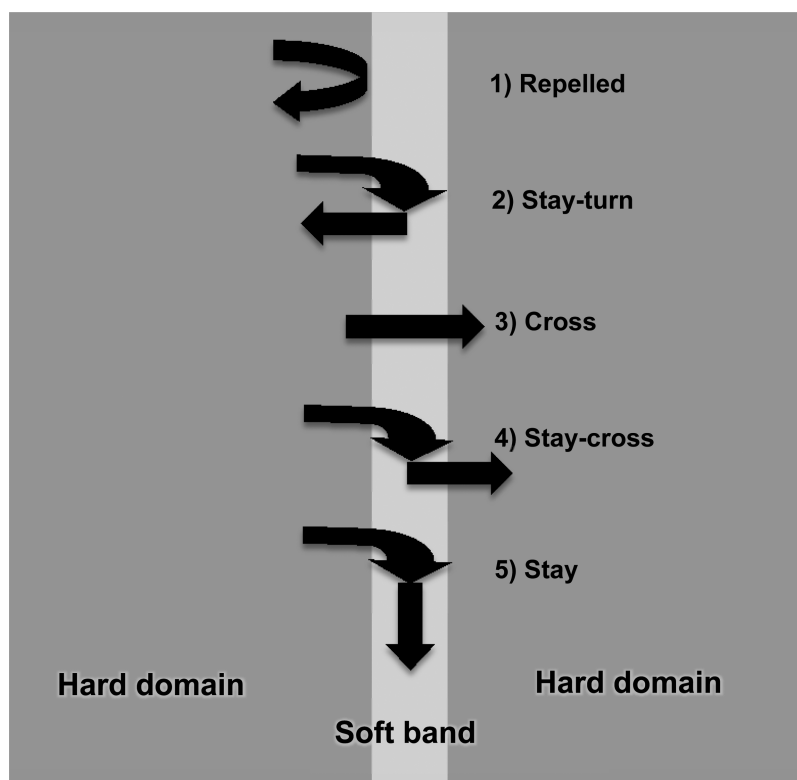 1) Repelled
2) Stay-turn
3) Cross
4) Stay-cross
5) Stay
Hard domain
Hard domain
Soft band